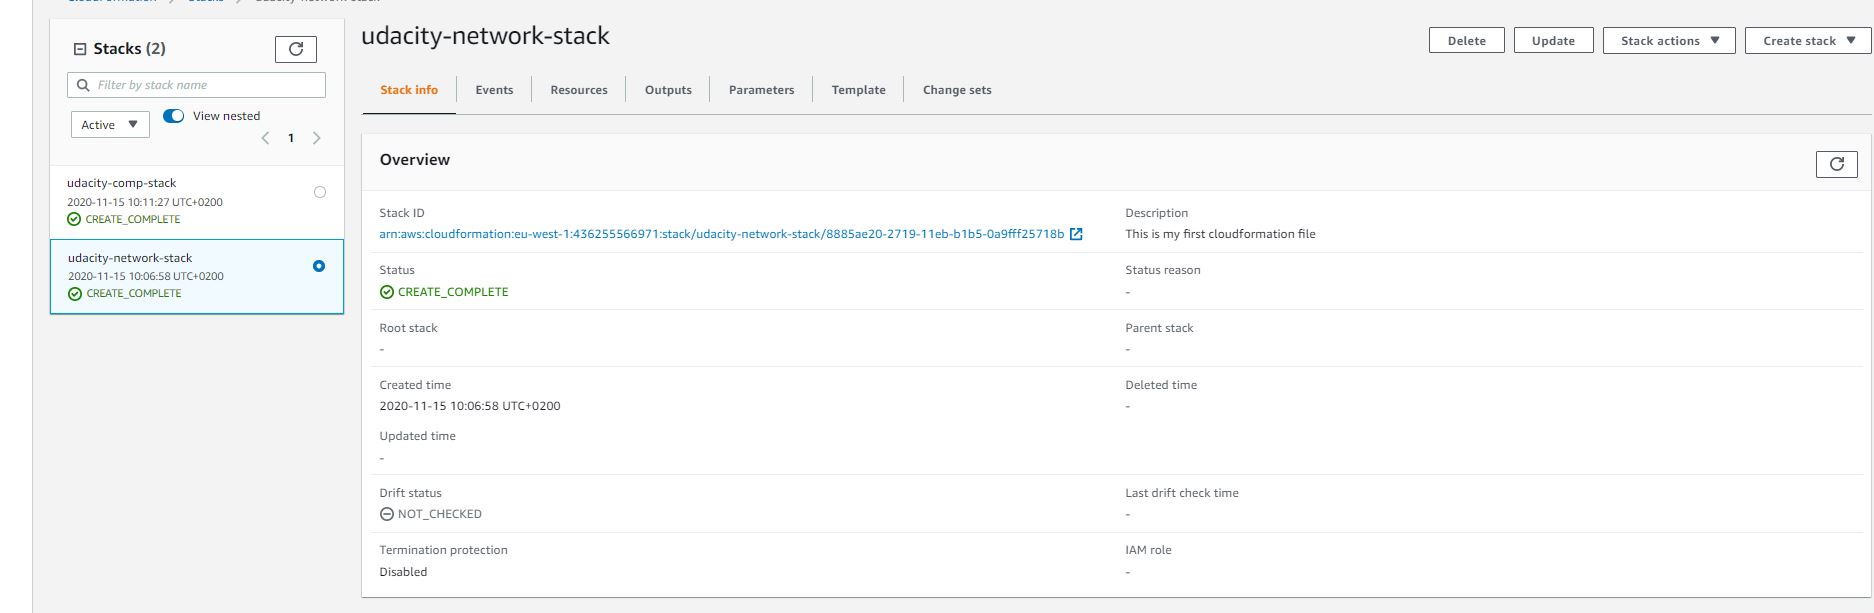 CloudFormation > Stacks > udacity-network-stack
Stacks (2)
Filter by stack name
Active
View nested
1
udacity-comp-stack
2020-11-15 10:11:27 UTC+0200
CREATE_COMPLETE
udacity-network-stack
2020-11-15 10:06:58 UTC+0200
CREATE_COMPLETE
udacity-network-stack
Delete
Update
Stack actions
Create stack
Stack info
Events
Resources
Outputs
Parameters
Template
Change sets
Overview
Stack ID
arn:aws:cloudformation:eu-west-1:436255566971:stack/udacity-network-stack/8885ae20-2719-11eb-b1b5-0a9fff25718b
Description
This is my first cloudformation file
Status
CREATE_COMPLETE
Status reason
-
Root stack
-
Parent stack
-
Created time
2020-11-15 10:06:58 UTC+0200
Deleted time
-
Updated time
-
Drift status
NOT_CHECKED
Last drift check time
-
Termination protection
Disabled
IAM role
-